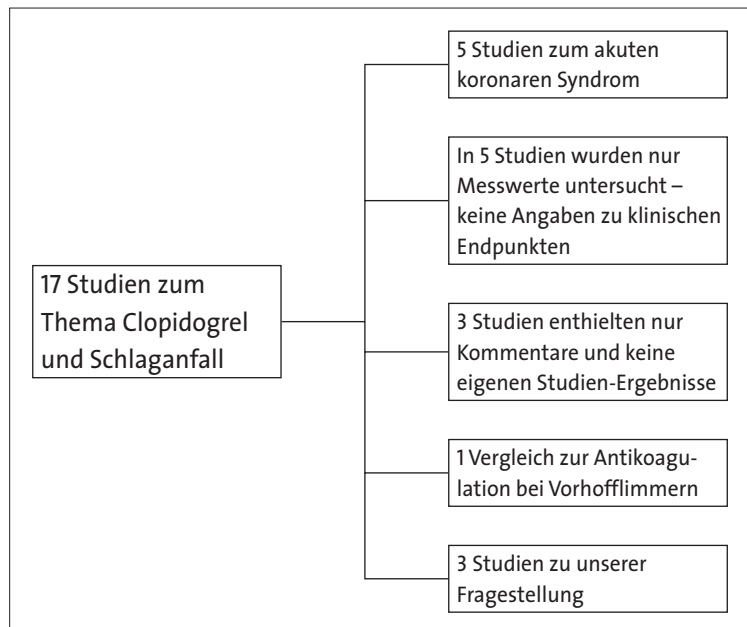 17 Studien zum
Thema Clopidogrel
und Schlaganfall
5 Studien zum akuten
koronaren Syndrom
In 5 Studien wurden nur
Messwerte untersucht –
keine Angaben zu klinischen
Endpunkten
3 Studien enthielten nur
Kommentare und keine
eigenen Studien-Ergebnisse
1 Vergleich zur Antikoagu-
lation bei Vorhofflimmern
3 Studien zu unserer
Fragestellung